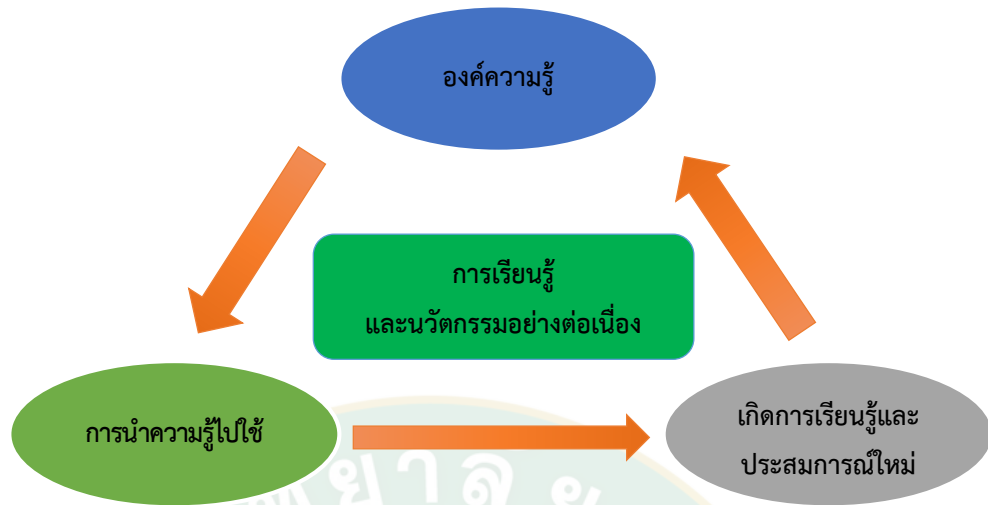 องค์ความรู้
การเรียนรู้
และนวัตกรรมอย่างต่อเนื่อง
การนำความรู้ไปใช้
เกิดการเรียนรู้และ
ประสมการณ์ใหม่